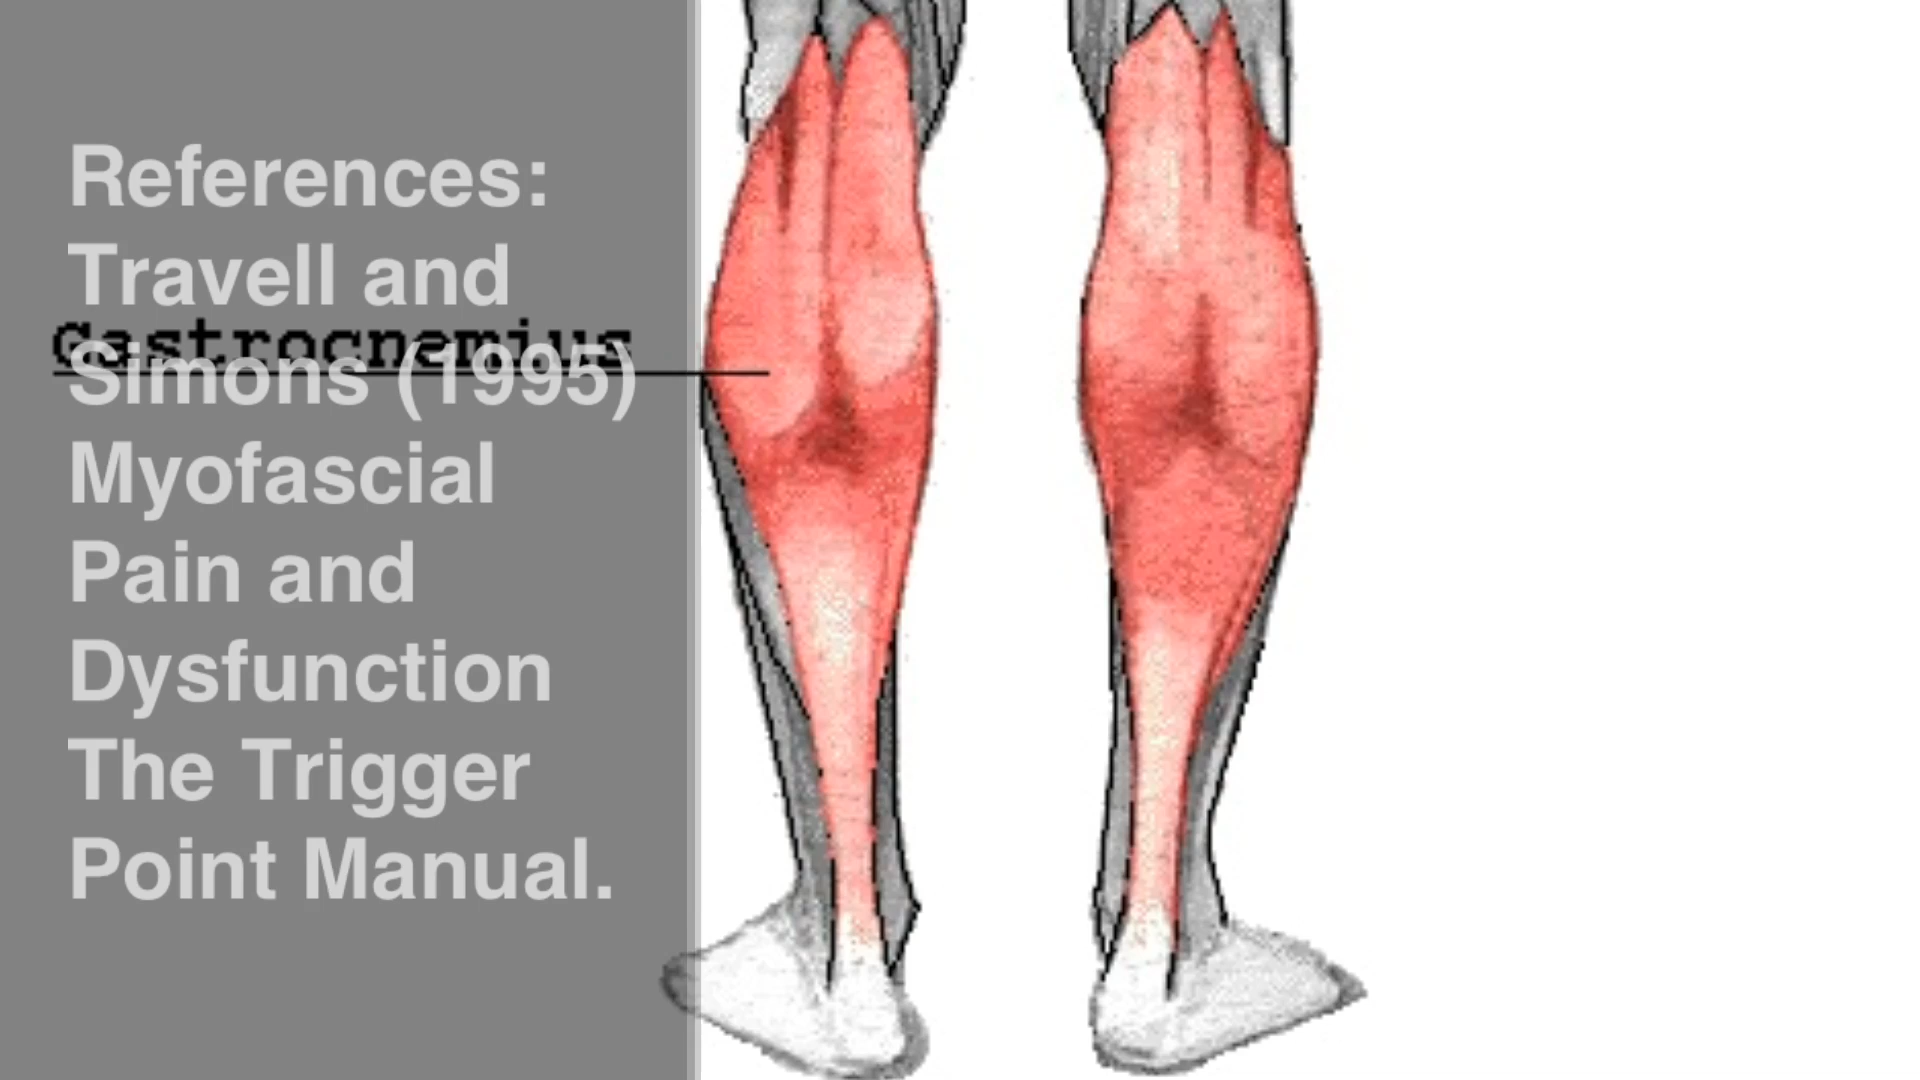 References:
Travell and
Gastrocnemius
Simons (1995)
Myofascial
Pain and
Dysfunction
The Trigger
Point Manual.